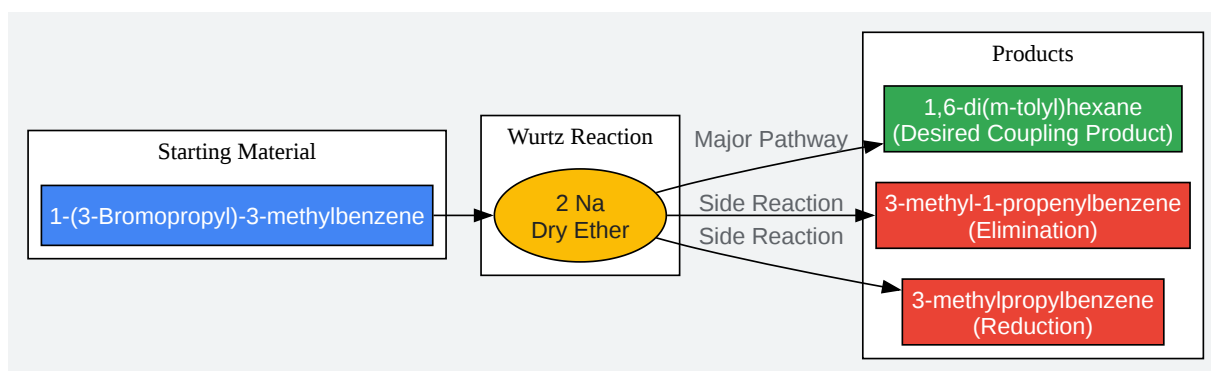 Starting Material
1-(3-Bromopropyl)-3-methylbenzene
Wurtz Reaction
2 Na
Dry Ether
Major Pathway
Side Reaction
Side Reaction
Products
1,6-di(m-tolyl)hexane
(Desired Coupling Product)
3-methyl-1-propenylbenzene
(Elimination)
3-methylpropylbenzene
(Reduction)